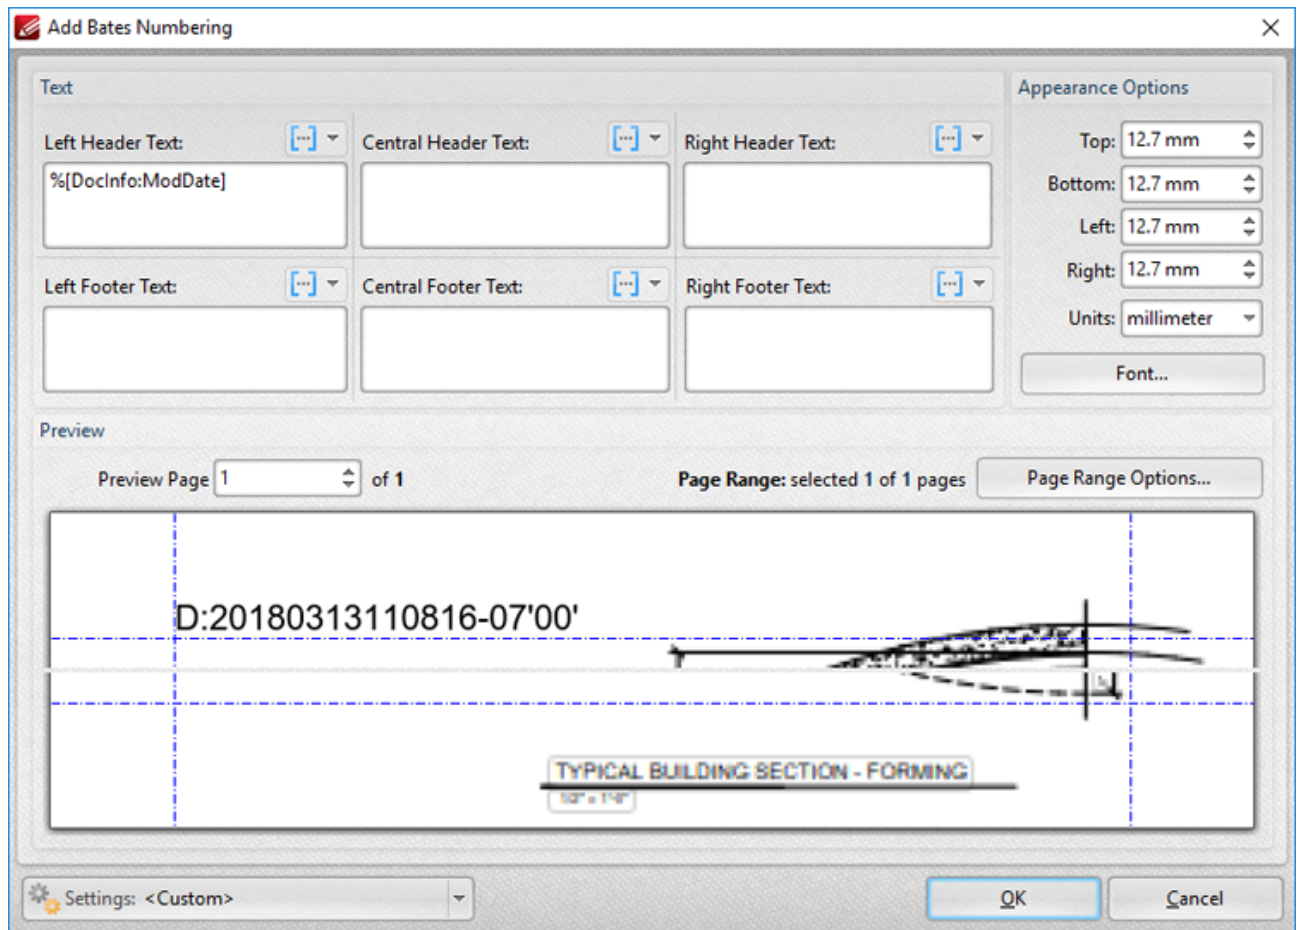 Add Bates Numbering
Text
Left Header Text:
Central Header Text:
Right Header Text:
%[DocInfo:ModDate]
Left Footer Text:
Central Footer Text:
Right Footer Text:
Appearance Options
Top: 12.7 mm
Bottom: 12.7 mm
Left: 12.7 mm
Right: 12.7 mm
Units: millimeter
Font...
Preview
Preview Page 1 of 1
Page Range: selected 1 of 1 pages
Page Range Options...
D:20180313110816-07'00'
TYPICAL BUILDING SECTION - FORMING
Settings: <Custom>
OK
Cancel